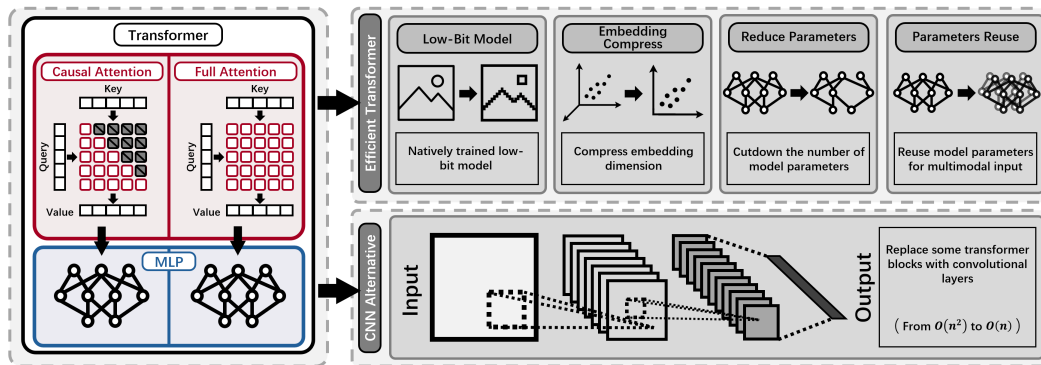 Transformer
Causal Attention
Full Attention
Key
Key
Query
Query
Value
Value
MLP
Efficient Transformer
Low-Bit Model
Natively trained low-
bit model
Embedding
Compress
Compress embedding
dimension
Reduce Parameters
Cutdown the number of
model parameters
Parameters Reuse
Reuse model parameters
for multimodal input
CNN Alternative
Input
Output
Replace some transformer
blocks with convolutional
layers
( From O(n²) to O(n) )